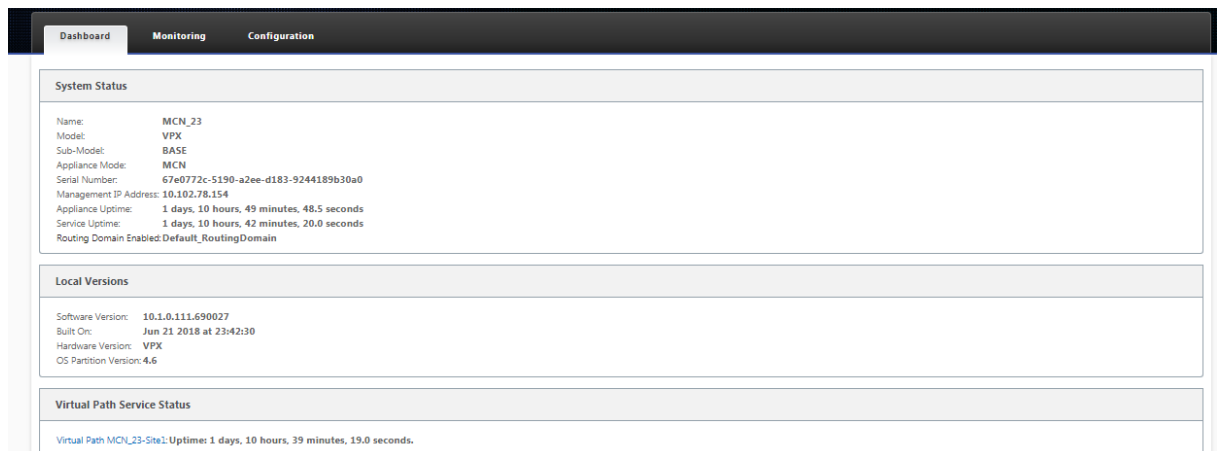 Dashboard Monitoring Configuration
System Status
Name: MCN_23
Model: VPX
Sub-Model: BASE
Appliance Mode: MCN
Serial Number: 67e0772c-5190-a2ee-d183-9244189b30a0
Management IP Address: 10.102.78.154
Appliance Uptime: 1 days, 10 hours, 49 minutes, 48.5 seconds
Service Uptime: 1 days, 10 hours, 42 minutes, 20.0 seconds
Routing Domain Enabled: Default_RoutingDomain
Local Versions
Software Version: 10.1.0.111.690027
Built On: Jun 21 2018 at 23:42:30
Hardware Version: VPX
OS Partition Version: 4.6
Virtual Path Service Status
Virtual Path MCN_23-Site1: Uptime: 1 days, 10 hours, 39 minutes, 19.0 seconds.